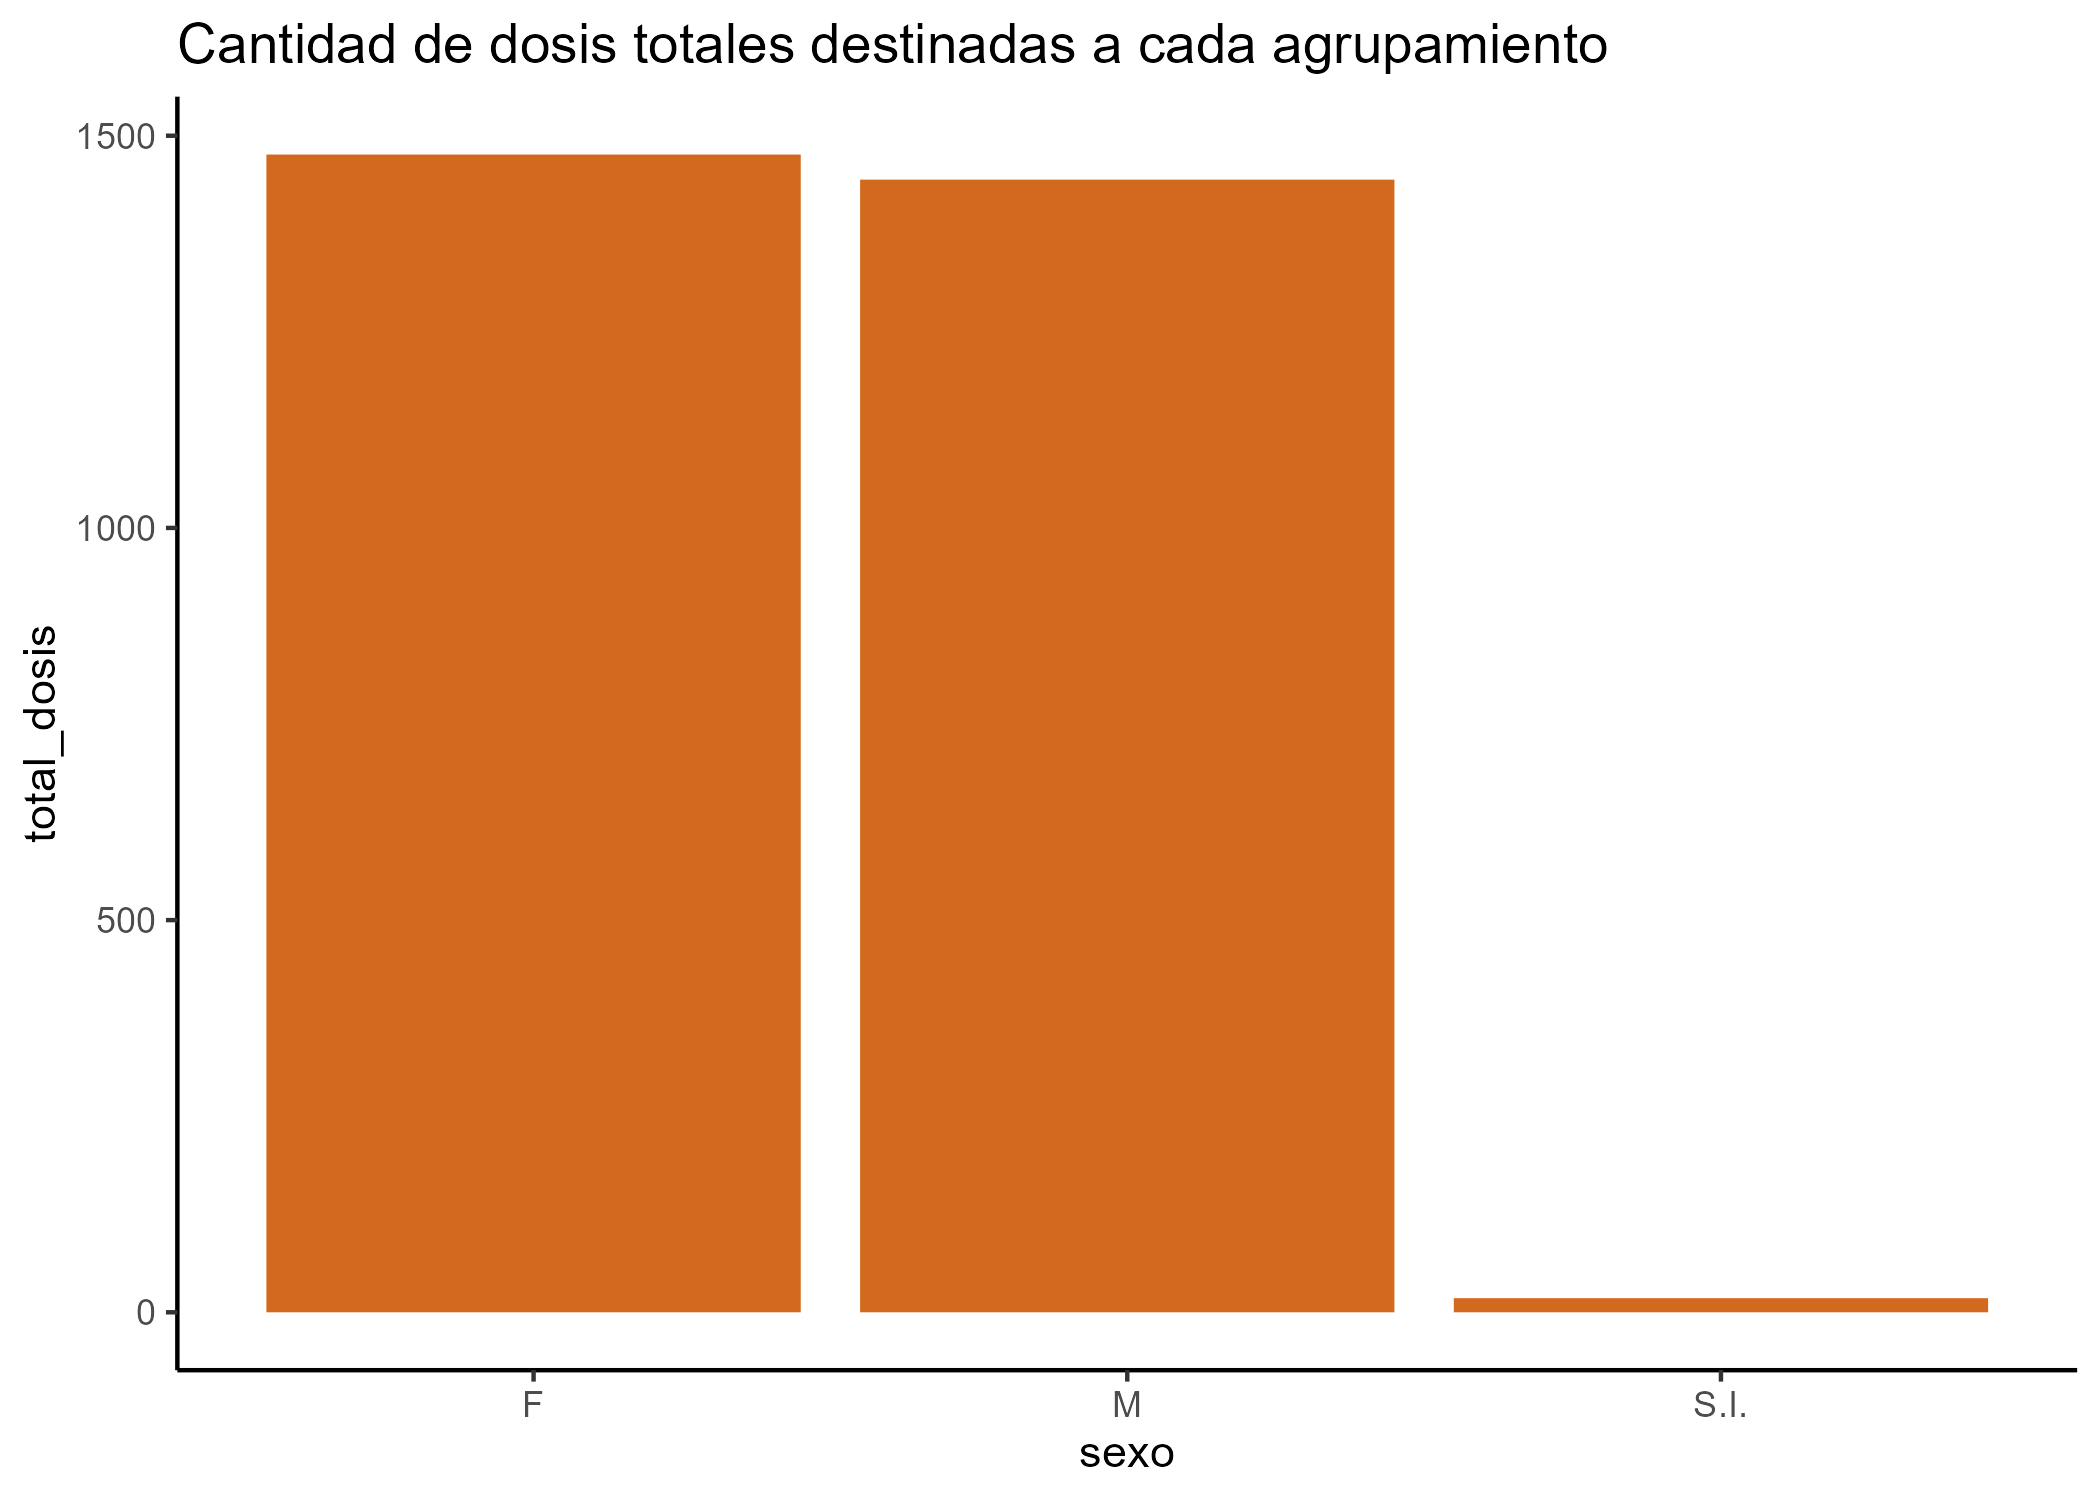 Cantidad de dosis totales destinadas a cada agrupamiento
1500
1000
500
0
total_dosis
F
M
S.I.
sexo